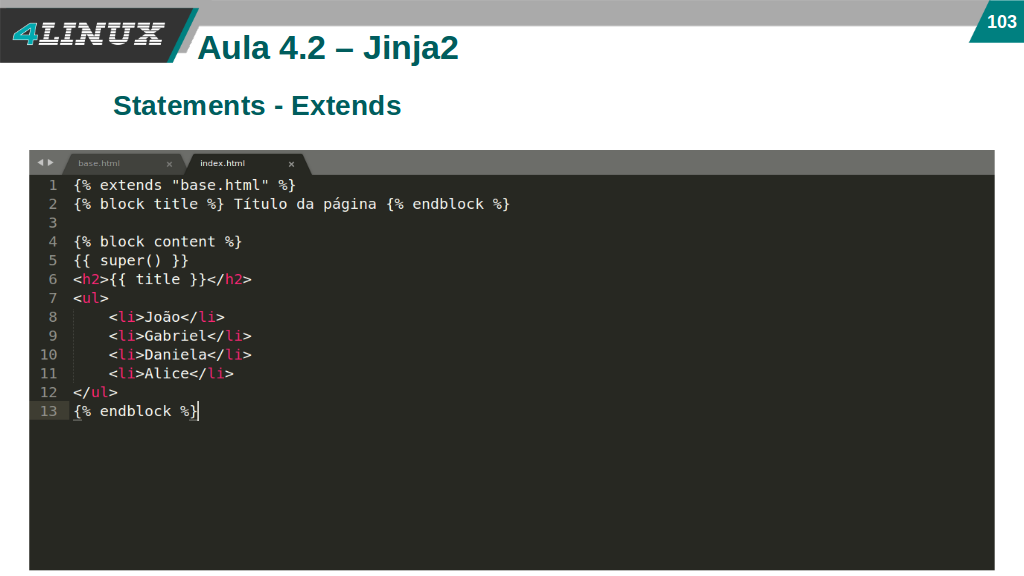 4LINUX
103
Aula 4.2 – Jinja2
Statements - Extends
base.html × index.html ×
1 {% extends "base.html" %}
2 {% block title %} Título da página {% endblock %}
3
4 {% block content %}
5 {{ super() }}
6 <h2>{{ title }}</h2>
7 <ul>
8     <li>João</li>
9     <li>Gabriel</li>
10     <li>Daniela</li>
11     <li>Alice</li>
12 </ul>
13 {% endblock %}